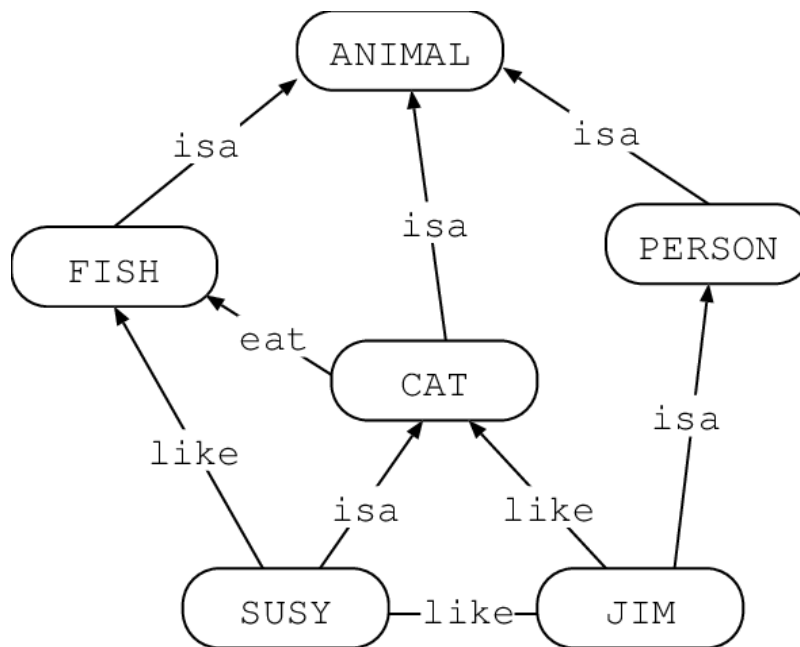 ANIMAL
isa
isa
isa
FISH
PERSON
eat
CAT
like
isa
isa
like
SUSY
like
JIM